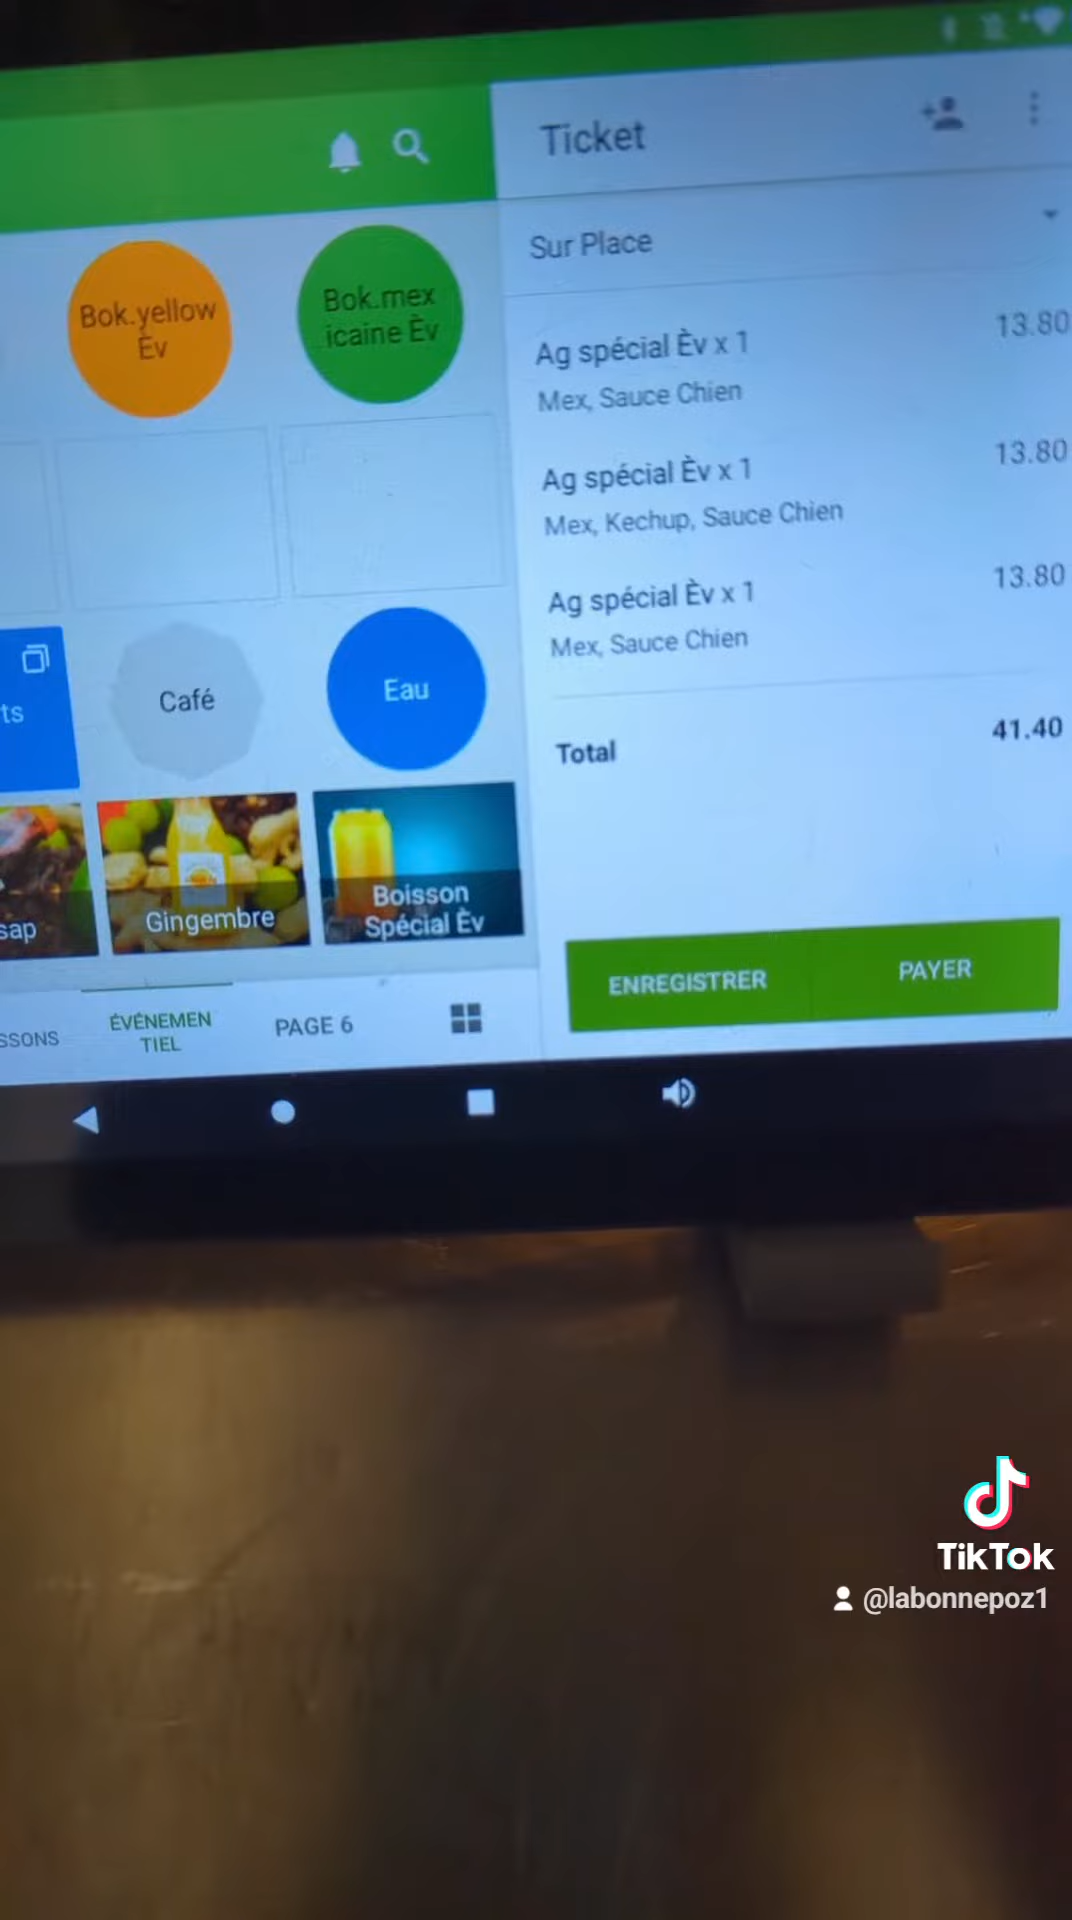 Ticket
Sur Place
Bok.yellow
Èv
Bok.mex
icaine Èv
Ag spécial Èv x 1
13.80
Mex, Sauce Chien
Ag spécial Èv x 1
13.80
Mex, Kechup, Sauce Chien
Ag spécial Èv x 1
13.80
Mex, Sauce Chien
Total
41.40
ts
Café
Eau
sap
Gingembre
Boisson
Spécial Èv
ENREGISTRER
PAYER
SSONS
ÉVÉNEMEN
TIEL
PAGE 6
TikTok
@labonnepoz1